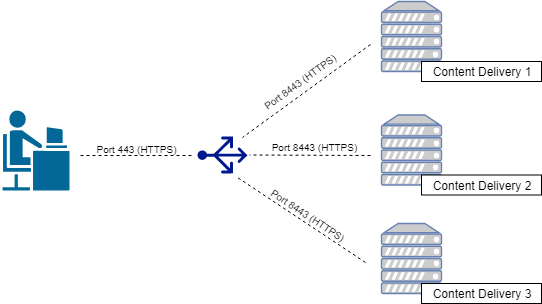 Port 8443 (HTTPS)
Content Delivery 1
Port 443 (HTTPS)
Port 8443 (HTTPS)
Content Delivery 2
Port 8443 (HTTPS)
Content Delivery 3